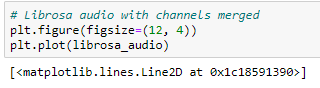 # Librosa audio with channels merged
plt.figure(figsize=(12, 4))
plt.plot(librosa_audio)
[<matplotlib.lines.Line2D at 0x1c18591390>]